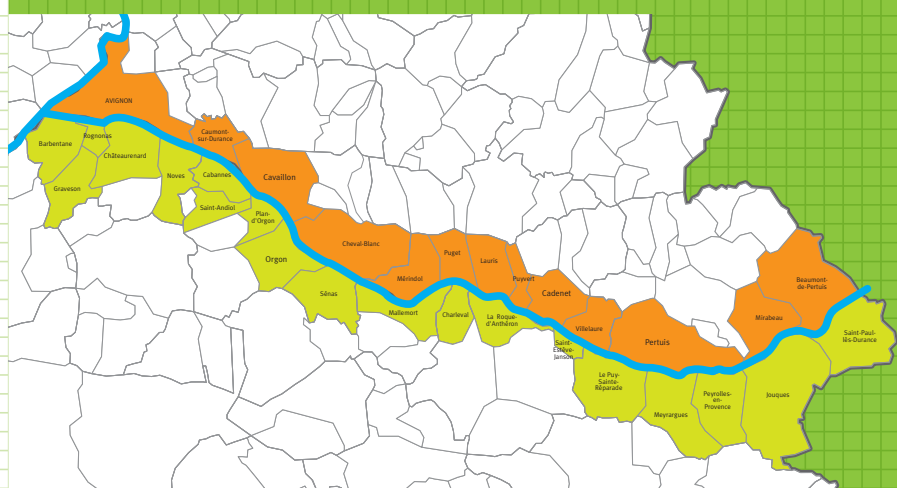 AVIGNON
Barbentane
Rognonas
Châteaurenard
Graveson
Caumont-
sur-Durance
Noves
Cabannes
Cavaillon
Saint-Andiol
Plan-
d'Orgon
Orgon
Cheval-Blanc
Sénas
Mérindol
Mallemort
Puget
Charleval
Lauris
La Roque-
d'Anthéron
Puyvert
Cadenet
Villelaure
Saint-
Estève-
Janson
Pertuis
Le Puy-
Sainte-
Réparade
Meyrargues
Peyrolles-
en-
Provence
Mirabeau
Beaumont-
de-Pertuis
Jouques
Saint-Paul-
lès-Durance